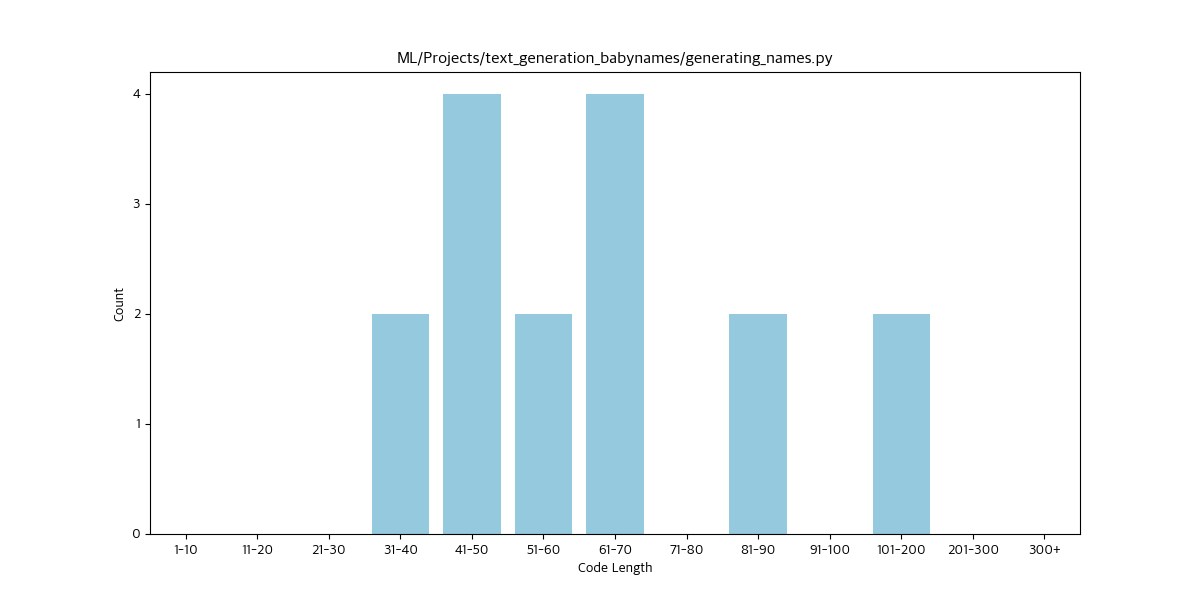 ML/Projects/text_generation_babynames/generating_names.py
4
3
2
1
0
Count
1-10 11-20 21-30 31-40 41-50 51-60 61-70 71-80 81-90 91-100 101-200 201-300 300+
Code Length